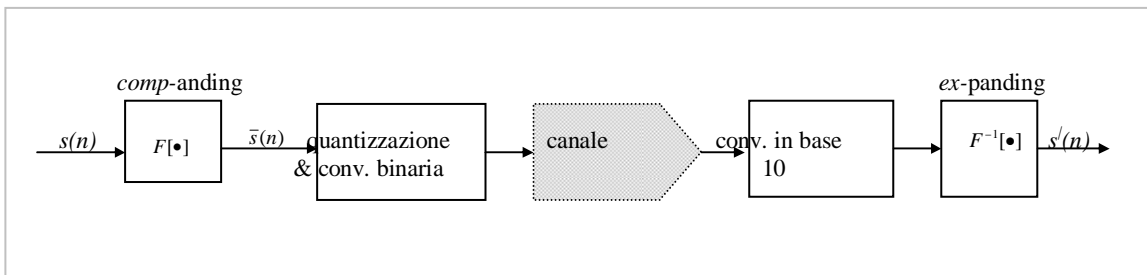 comp-anding
ex-panding
s(n)
F[•]
s̅(n)
quantizzazione
& conv. binaria
canale
conv. in base
10
F⁻¹[•]
s/(n)